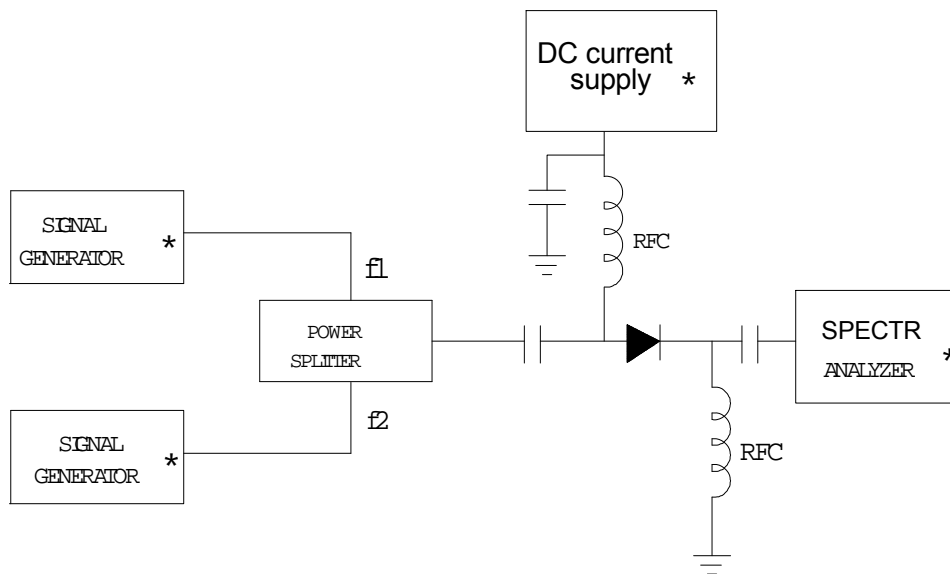 DC current
supply *
SIGNAL
GENERATOR *
f1
RFC
POWER
SPLITTER
SPECTR
ANALYZER *
f2
SIGNAL
GENERATOR *
RFC